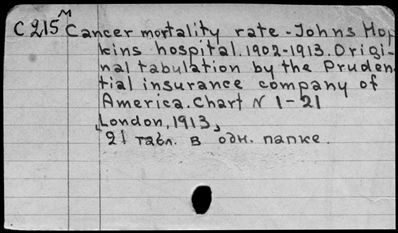 M
C 215 Cancer mortality rate - Johns Hop
kins hospital. 1902-1913. Origi-
nal tabulation by the Pruden
tial insurance company of
America. Chart N 1-21
London, 1913,
21 табл. в одн. папке.